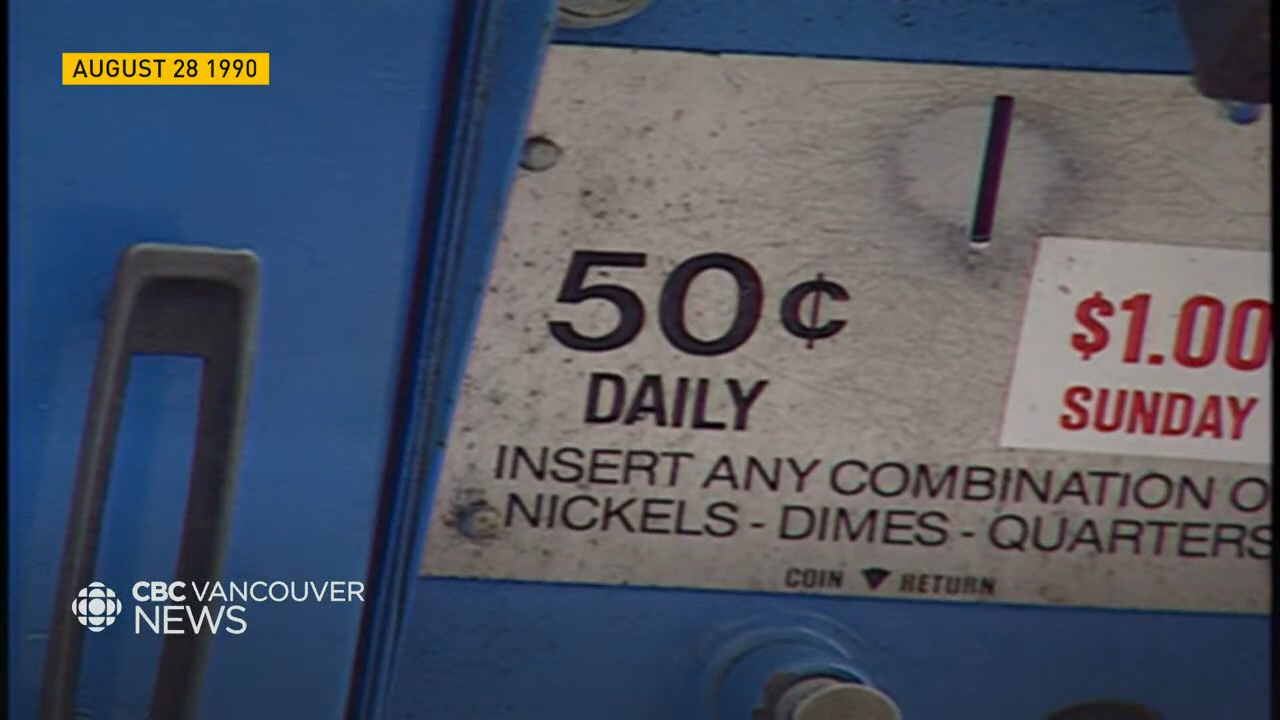 AUGUST 28 1990
50¢
DAILY
$1.00
SUNDAY
INSERT ANY COMBINATION O
NICKELS - DIMES - QUARTERS
COIN RETURN
CBC VANCOUVER
NEWS